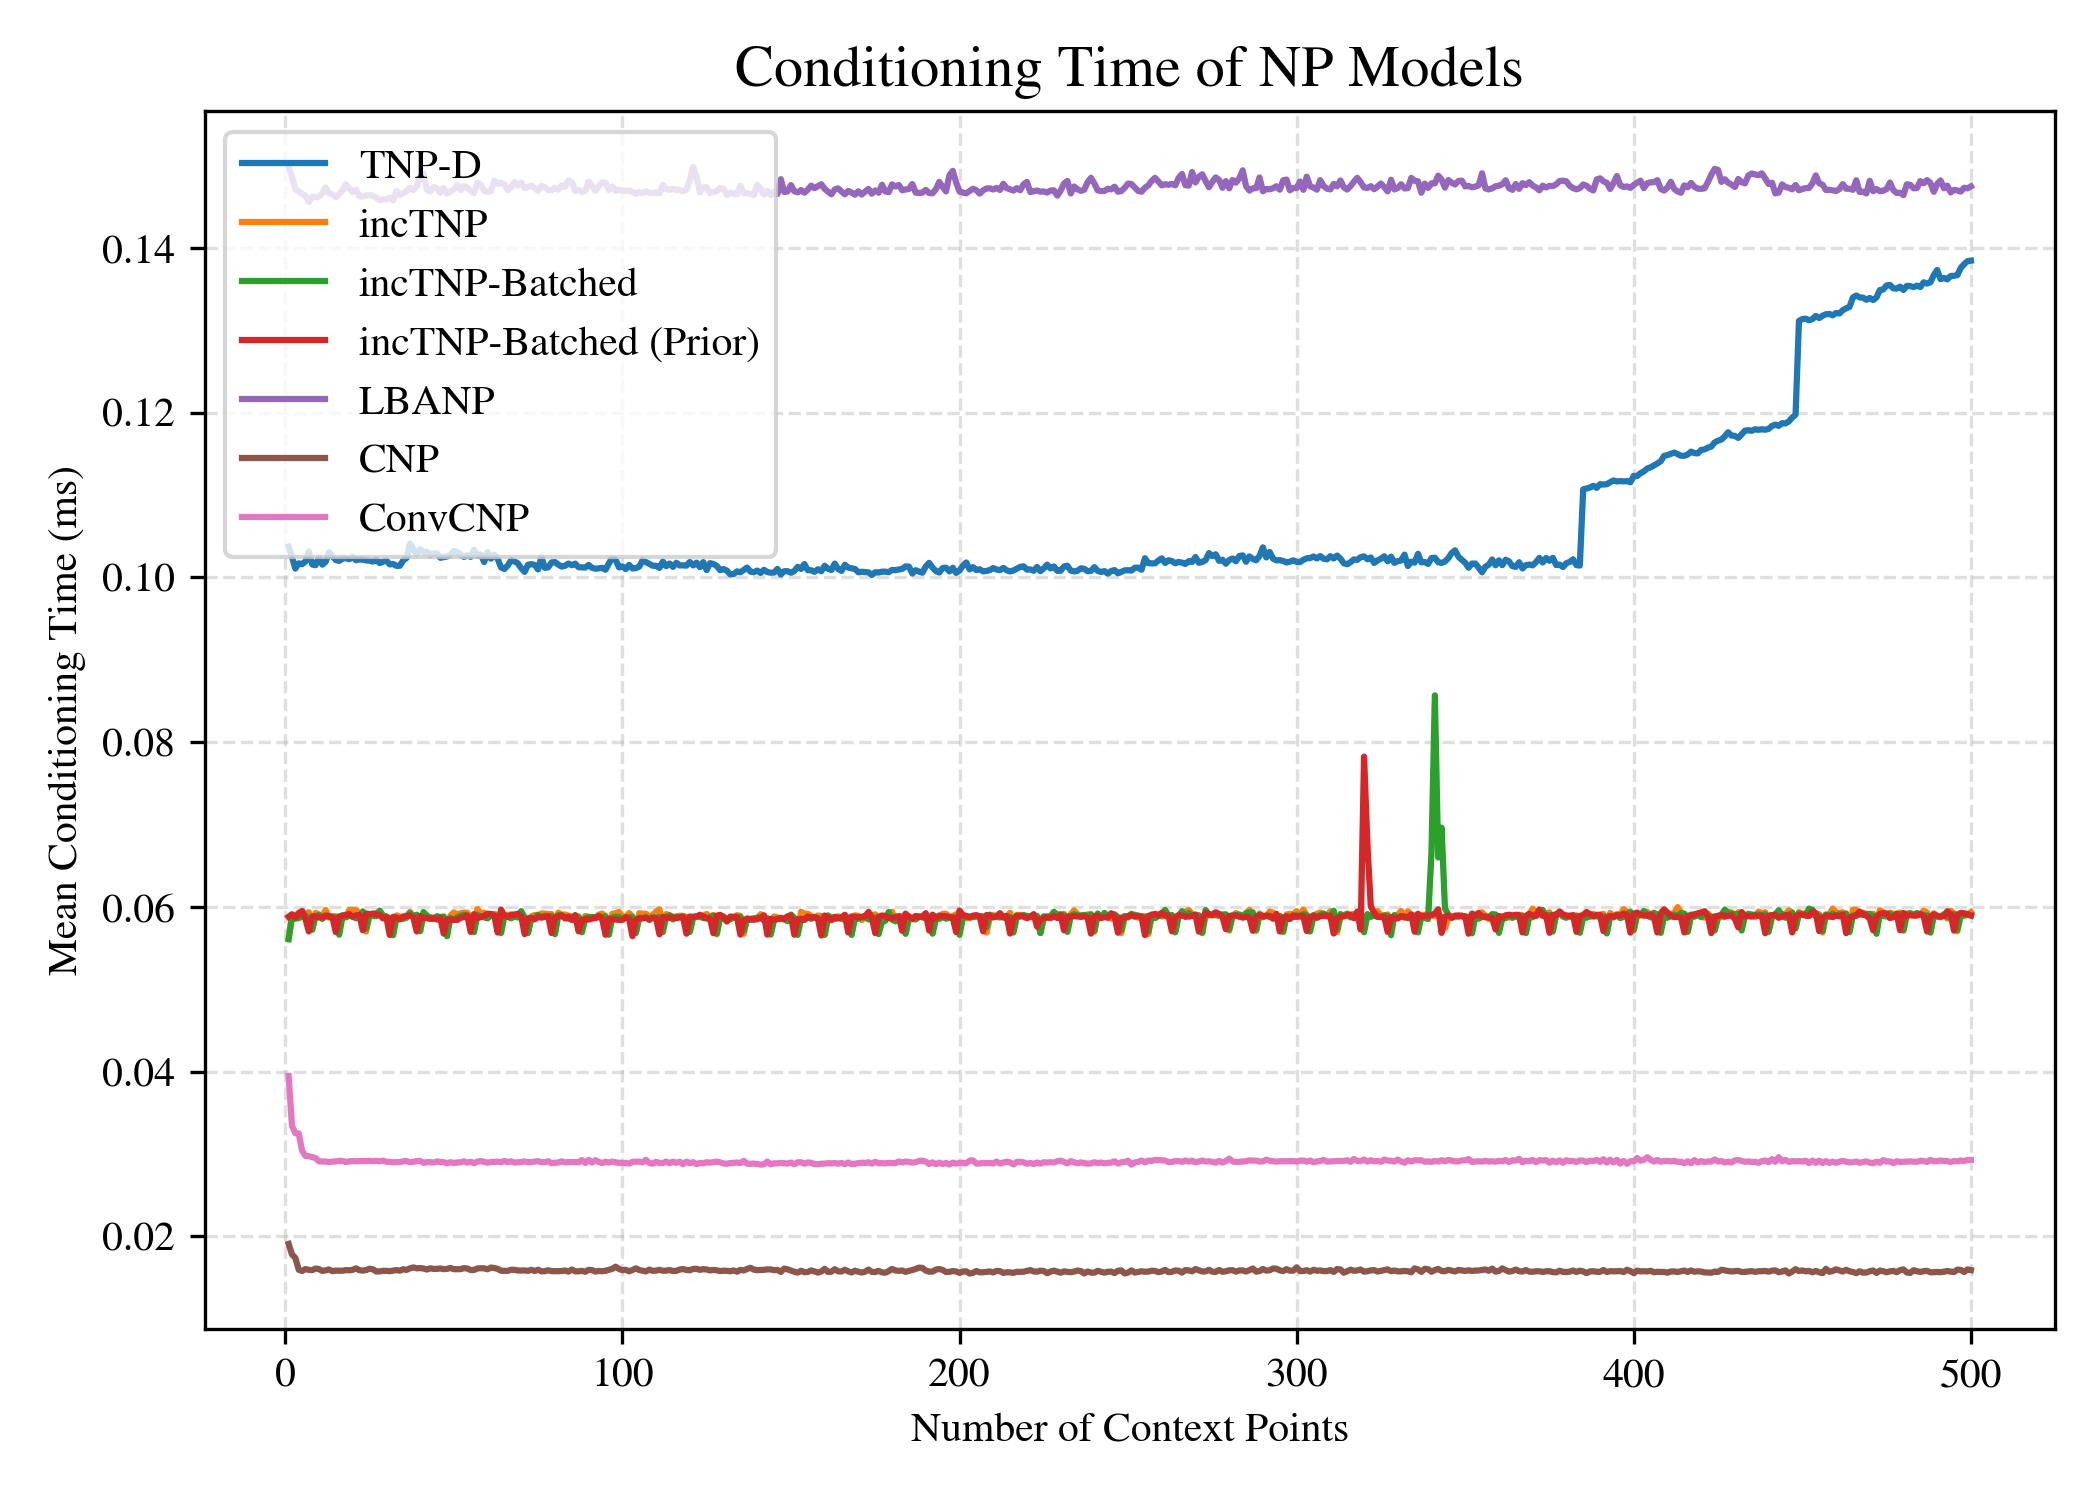 Conditioning Time of NP Models
TNP-D
incTNP
incTNP-Batched
incTNP-Batched (Prior)
LBANP
CNP
ConvCNP
Mean Conditioning Time (ms)
0.14
0.12
0.10
0.08
0.06
0.04
0.02
0 100 200 300 400 500
Number of Context Points